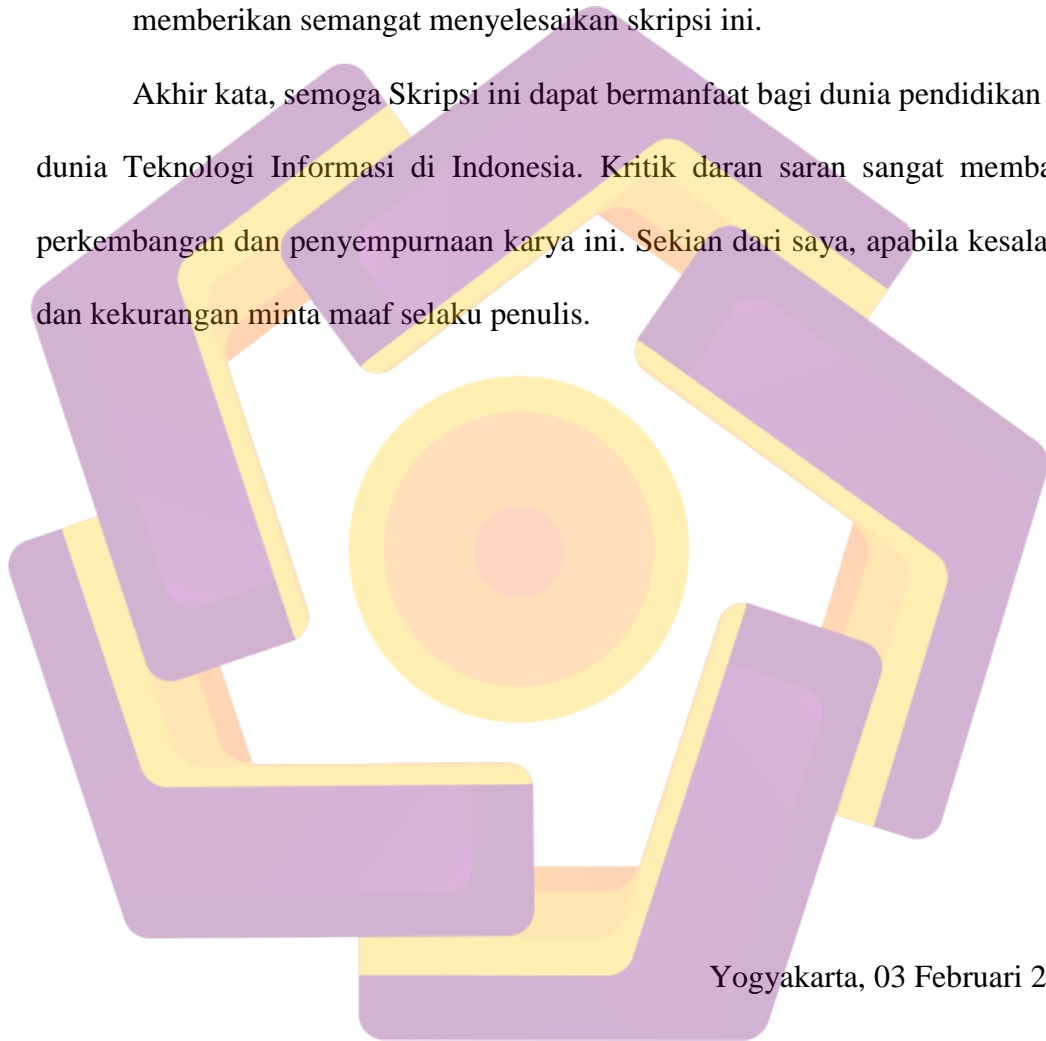 memberikan semangat menyelesaikan skripsi ini.
Akhir kata, semoga Skripsi ini dapat bermanfaat bagi dunia pendidikan
dunia Teknologi Informasi di Indonesia. Kritik daran saran sangat memba
perkembangan dan penyempurnaan karya ini. Sekian dari saya, apabila kesala
dan kekurangan minta maaf selaku penulis.
Yogyakarta, 03 Februari 2